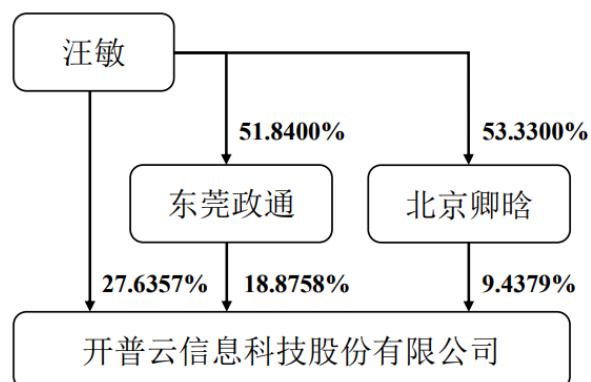 汪敏
51.8400%
53.3300%
东莞政通
北京卿晗
27.6357%
18.8758%
9.4379%
开普云信息科技股份有限公司